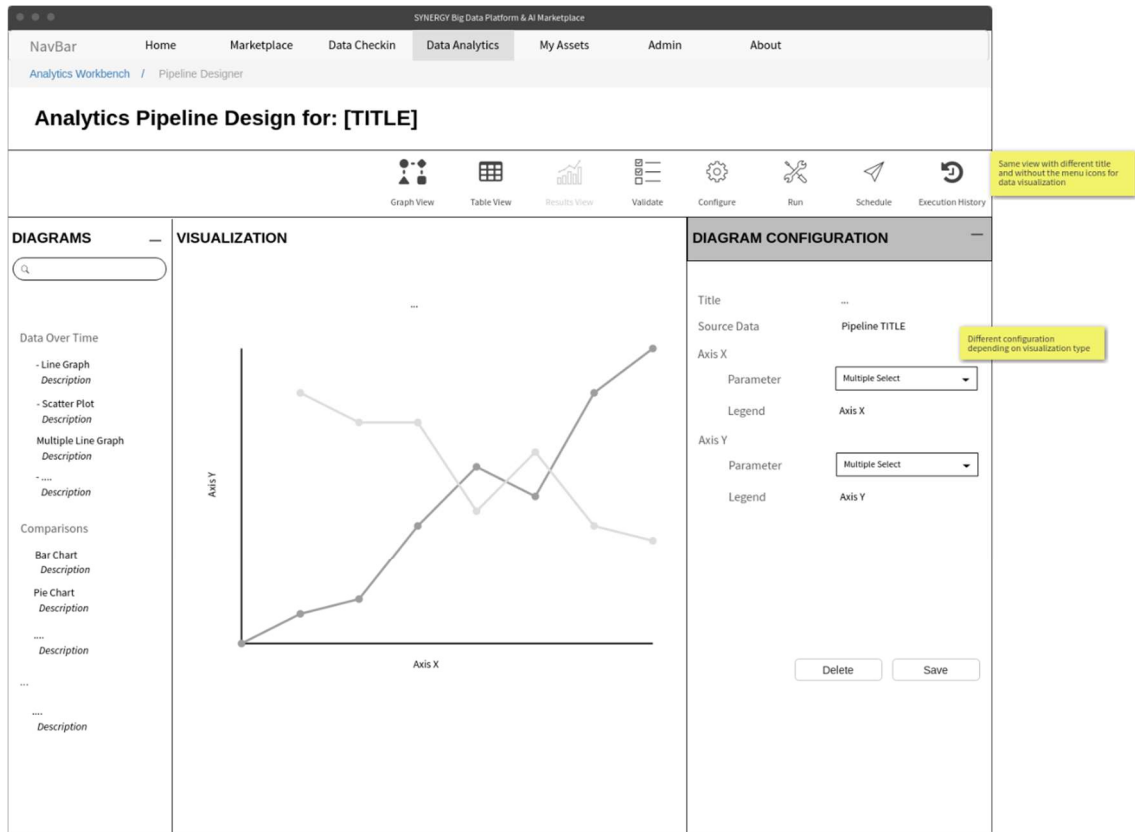 SYNERGY Big Data Platform & AI Marketplace
NavBar Home Marketplace Data Checkin Data Analytics My Assets Admin About
Analytics Workbench / Pipeline Designer
Analytics Pipeline Design for: [TITLE]
Graph View Table View Results View Validate Configure Run Schedule Execution History
Same view with different title
and without the menu icons for
data visualization
DIAGRAMS
Data Over Time
- Line Graph
Description
- Scatter Plot
Description
Multiple Line Graph
Description
- ....
Description
Comparisons
Bar Chart
Description
Pie Chart
Description
....
Description
...
....
Description
VISUALIZATION
...
Axis Y
Axis X
DIAGRAM CONFIGURATION
Title ...
Source Data Pipeline TITLE
Different configuration
depending on visualization type
Axis X
Parameter Multiple Select
Legend Axis X
Axis Y
Parameter Multiple Select
Legend Axis Y
Delete Save